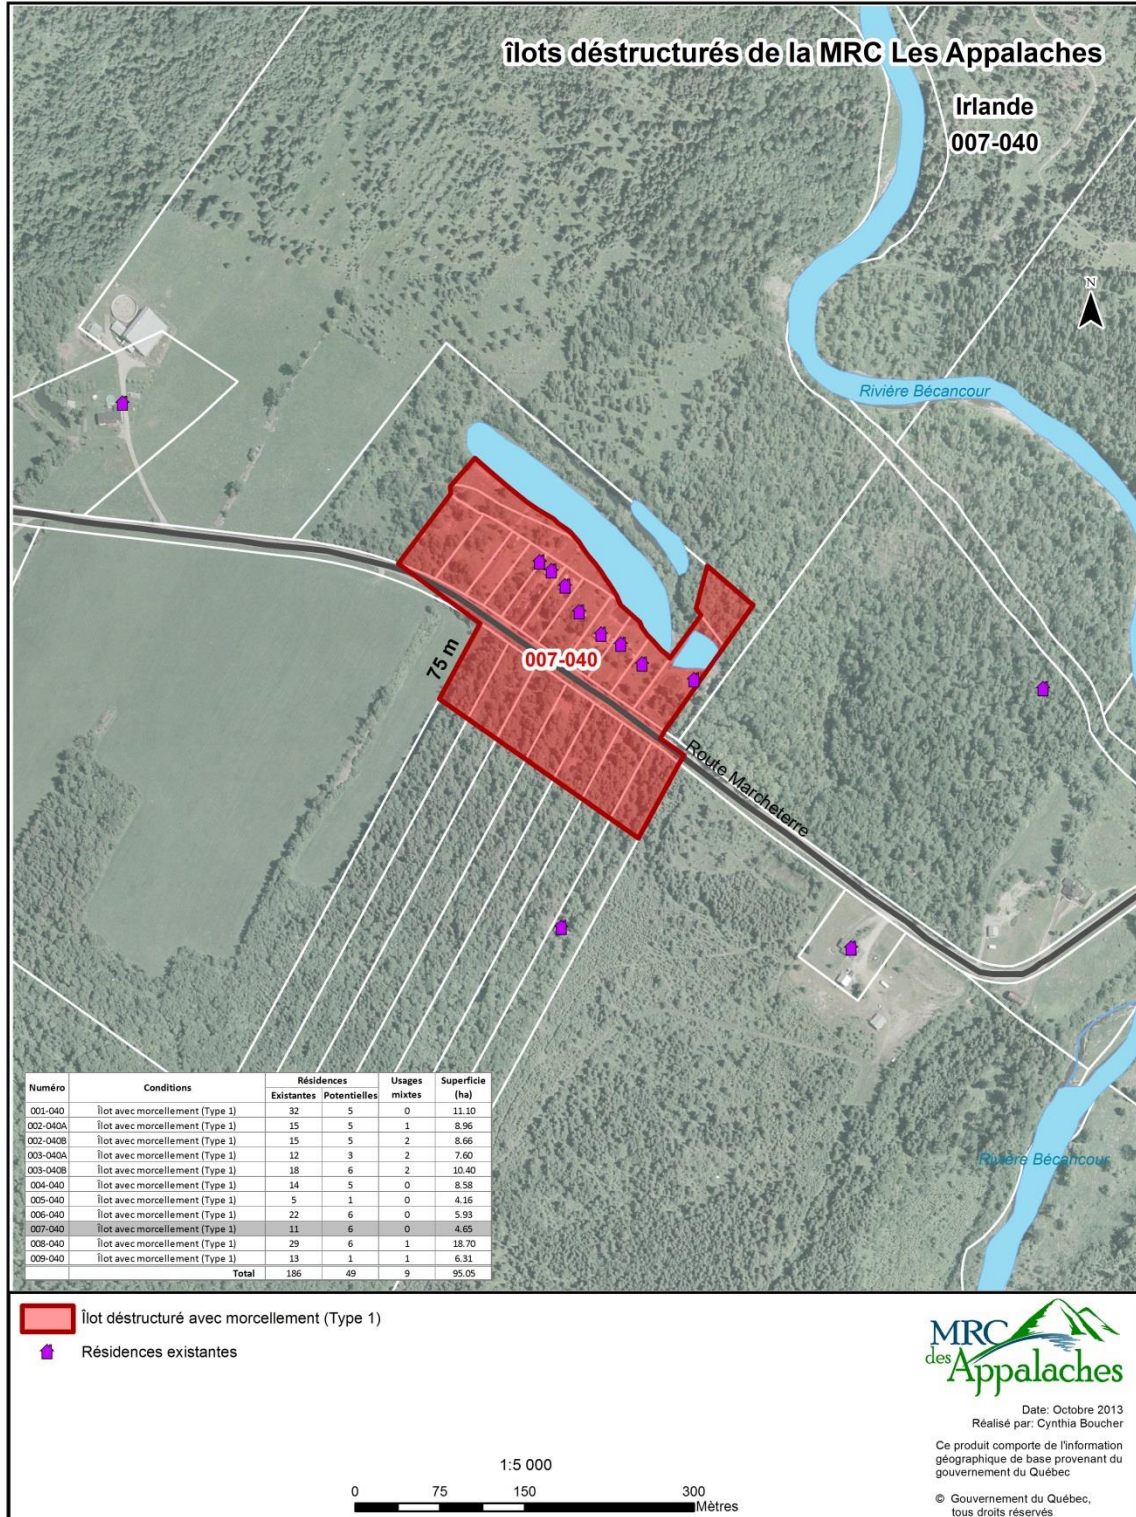 îlots déstructurés de la MRC Les Appalaches
Irlande
007-040
N
Rivière Bécancour
75 m
007-040
Route Marcheterre
Rivière Bécancour
Numéro Conditions Résidences Usages mixtes Superficie (ha)
Existantes Potentielles
001-040 Îlot avec morcellement (Type 1) 32 5 0 11.10
002-040A Îlot avec morcellement (Type 1) 15 5 1 8.96
002-040B Îlot avec morcellement (Type 1) 15 5 2 8.66
003-040A Îlot avec morcellement (Type 1) 12 3 2 7.60
003-040B Îlot avec morcellement (Type 1) 18 6 2 10.40
004-040 Îlot avec morcellement (Type 1) 14 5 0 8.58
005-040 Îlot avec morcellement (Type 1) 5 1 0 4.16
006-040 Îlot avec morcellement (Type 1) 22 6 0 5.93
007-040 Îlot avec morcellement (Type 1) 11 6 0 4.65
008-040 Îlot avec morcellement (Type 1) 29 6 1 18.70
009-040 Îlot avec morcellement (Type 1) 13 1 1 6.31
Total 186 49 9 95.05
Îlot déstructuré avec morcellement (Type 1)
Résidences existantes
MRC
des Appalaches
Date: Octobre 2013
Réalisé par: Cynthia Boucher
Ce produit comporte de l'information
géographique de base provenant du
gouvernement du Québec
© Gouvernement du Québec,
tous droits réservés
1:5 000
0 75 150 300
Mètres